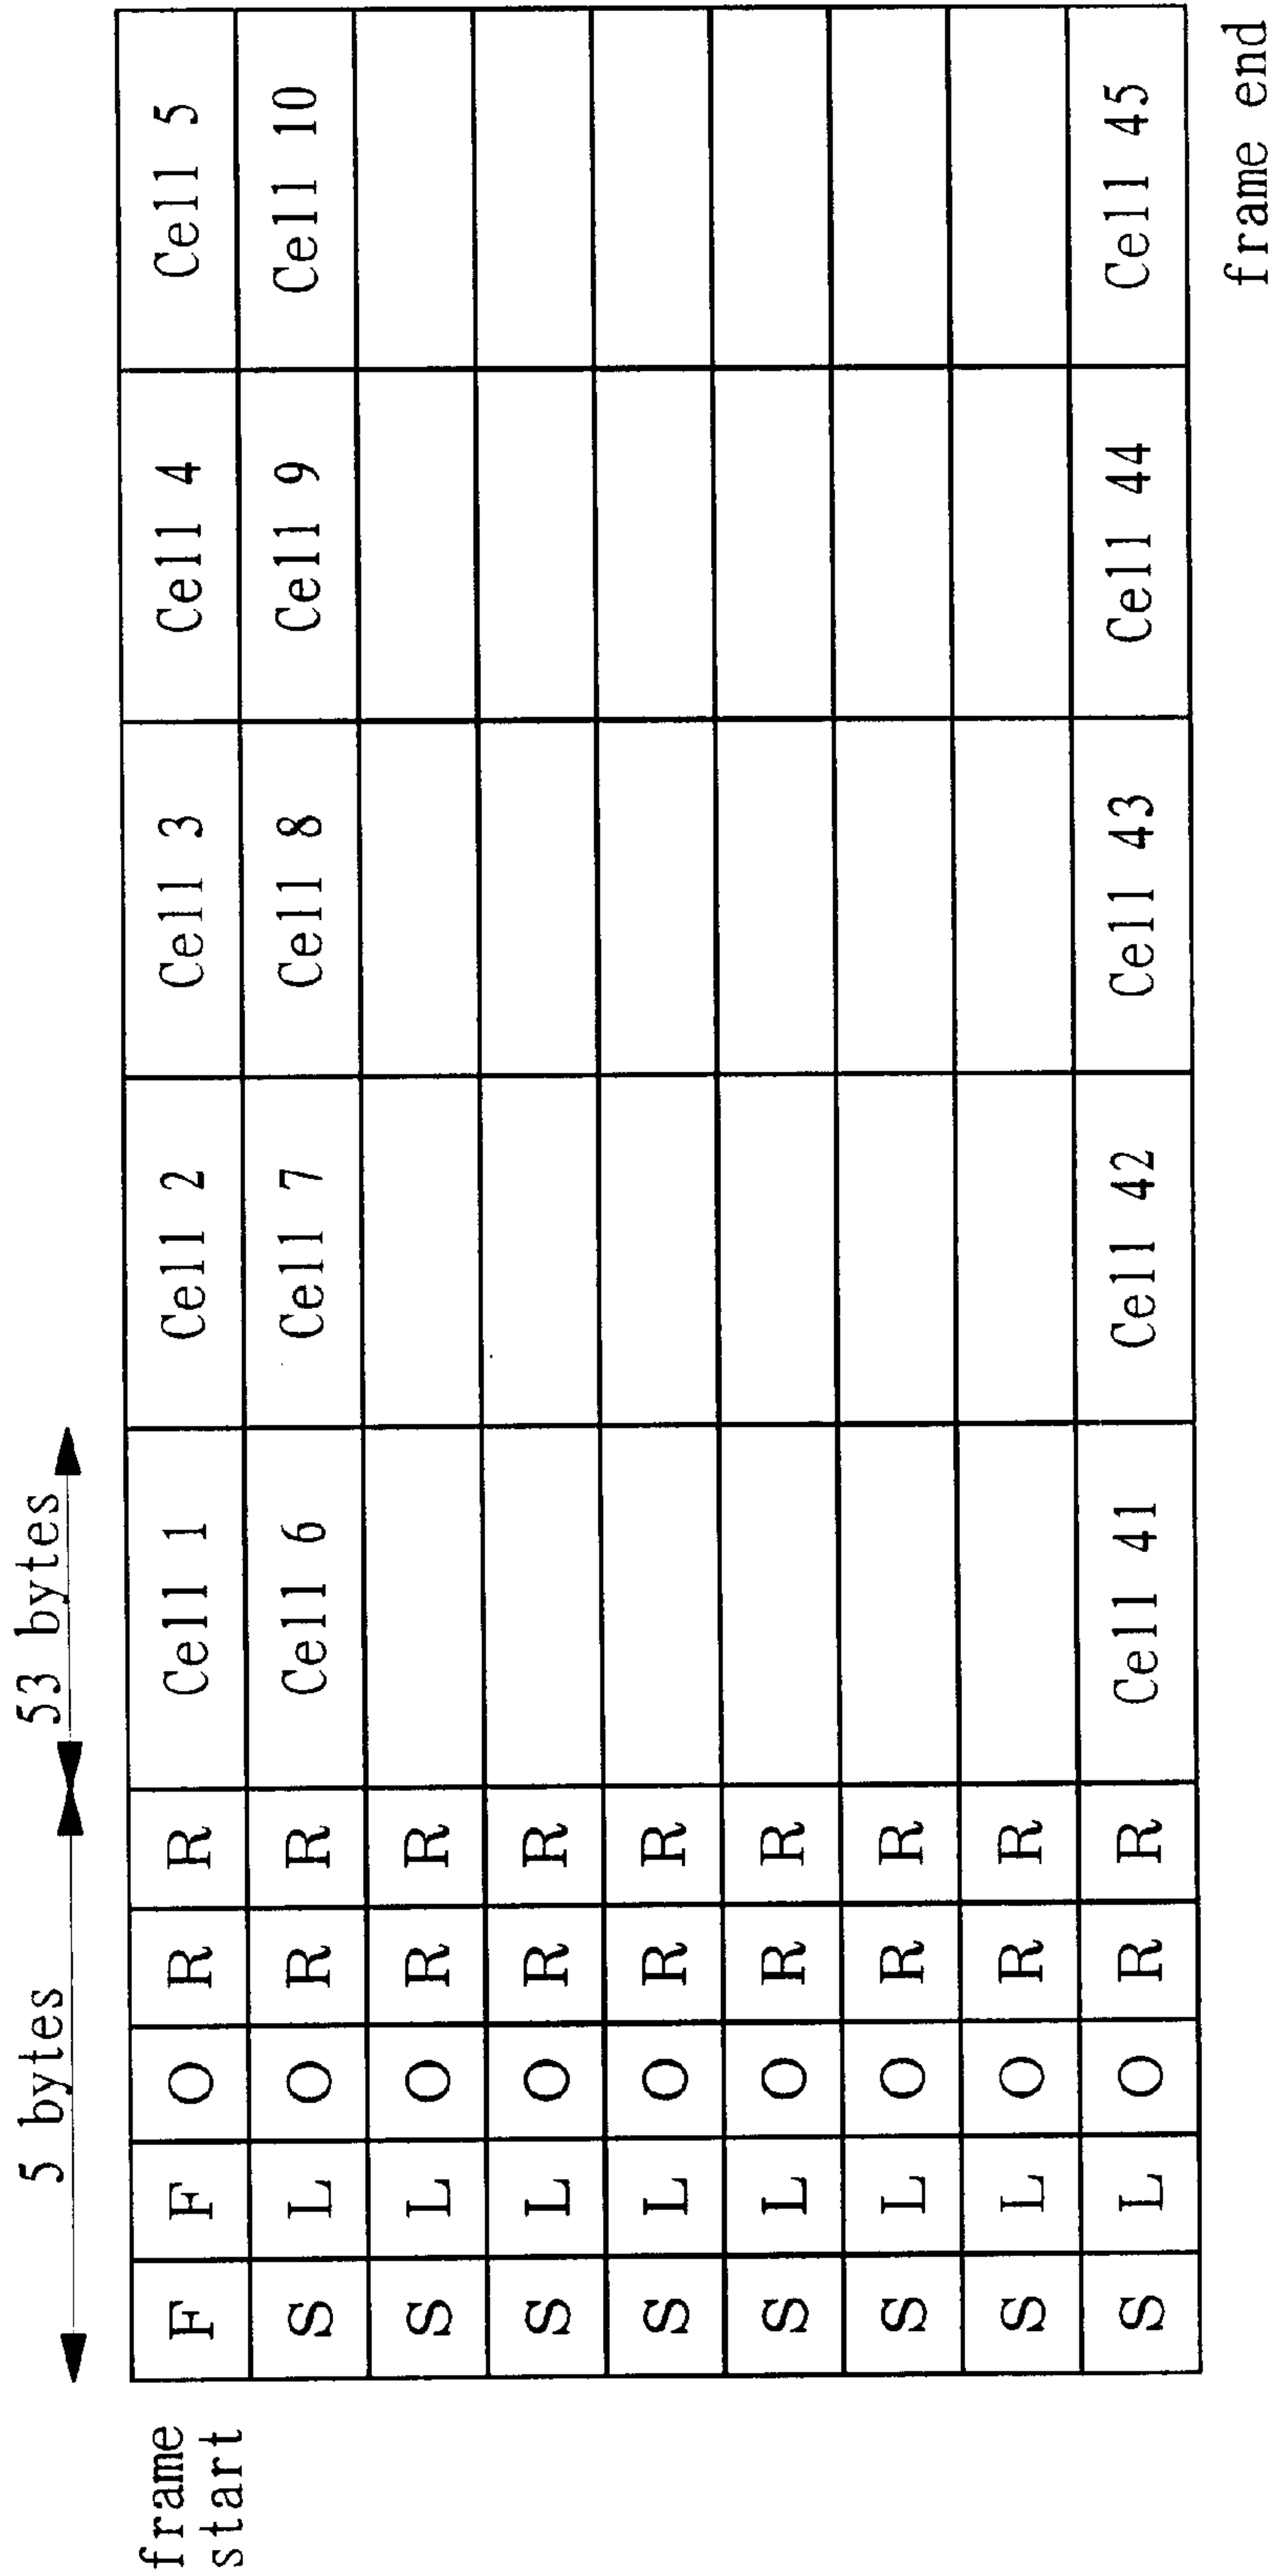 5 bytes 53 bytes
frame start
F F O R R Cell 1 Cell 2 Cell 3 Cell 4 Cell 5
S L O R R Cell 6 Cell 7 Cell 8 Cell 9 Cell 10
S L O R R
S L O R R
S L O R R
S L O R R
S L O R R
S L O R R
S L O R R Cell 41 Cell 42 Cell 43 Cell 44 Cell 45
frame end